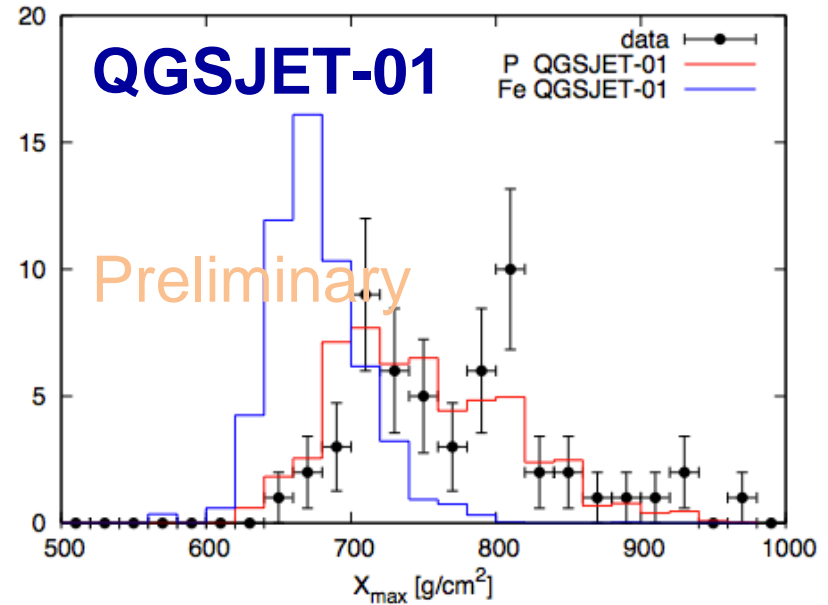 20
QGSJET-01
data
P QGSJET-01
Fe QGSJET-01
15
10
Preliminary
5
0
500 600 700 800 900 1000
X_max [g/cm²]